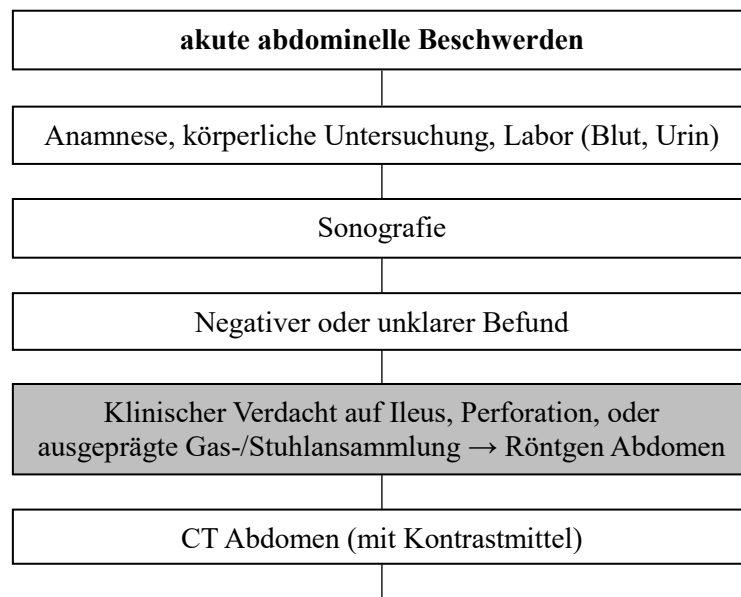 akute abdominelle Beschwerden
Anamnese, körperliche Untersuchung, Labor (Blut, Urin)
Sonografie
Negativer oder unklarer Befund
Klinischer Verdacht auf Ileus, Perforation, oder
ausgeprägte Gas-/Stuhlansammlung → Röntgen Abdomen
CT Abdomen (mit Kontrastmittel)